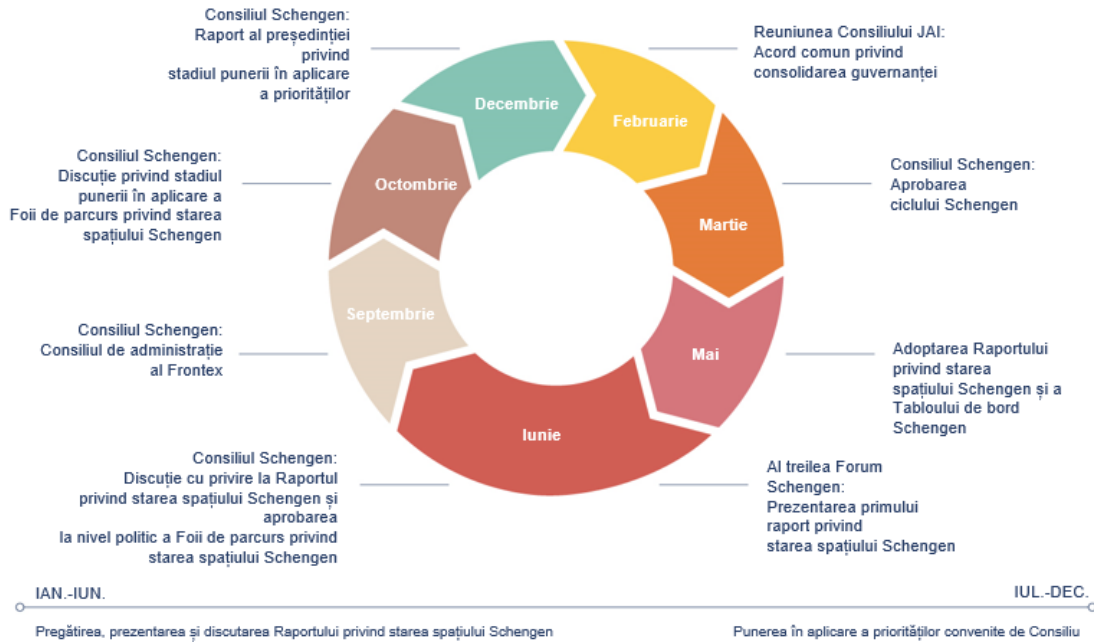 Consiliul Schengen:
Raport al președinției
privind
stadiul punerii în aplicare
a priorităților
Reuniunea Consiliului JAI:
Acord comun privind
consolidarea guvernanței
Decembrie
Februarie
Consiliul Schengen:
Discuție privind stadiul
punerii în aplicare a
Foii de parcurs privind starea
spațiului Schengen
Octombrie
Martie
Consiliul Schengen:
Aprobarea
ciclului Schengen
Consiliul Schengen:
Consiliul de administrație
al Frontex
Septembrie
Mai
Adoptarea Raportului
privind starea
spațiului Schengen și a
Tabloului de bord
Schengen
Iunie
Consiliul Schengen:
Discuție cu privire la Raportul
privind starea spațiului Schengen și
aprobarea
la nivel politic a Foii de parcurs privind
starea spațiului Schengen
Al treilea Forum
Schengen:
Prezentarea primului
raport privind
starea spațiului Schengen
IAN.-IUN.
IUL.-DEC.
Pregătirea, prezentarea și discutarea Raportului privind starea spațiului Schengen
Punerea în aplicare a priorităților convenite de Consiliu